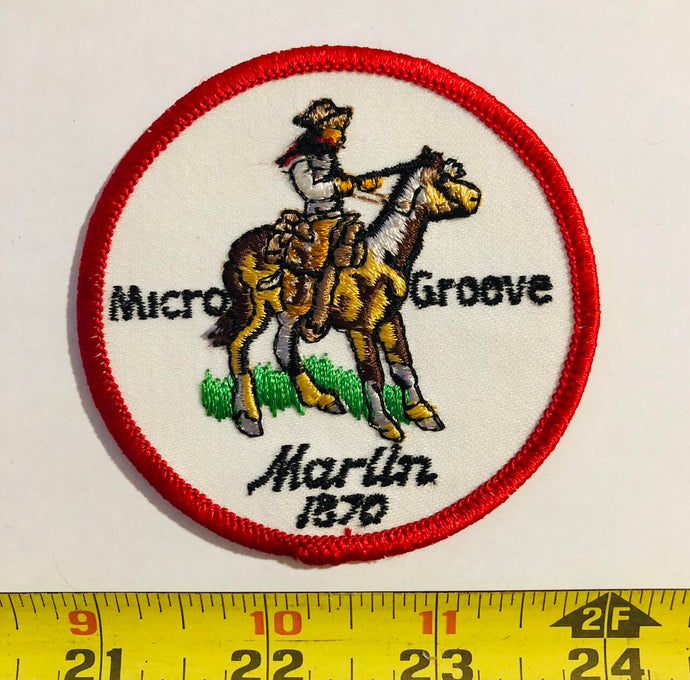 Micro Groove
Marlin
1870
9 10 11 2F
21 22 23 24